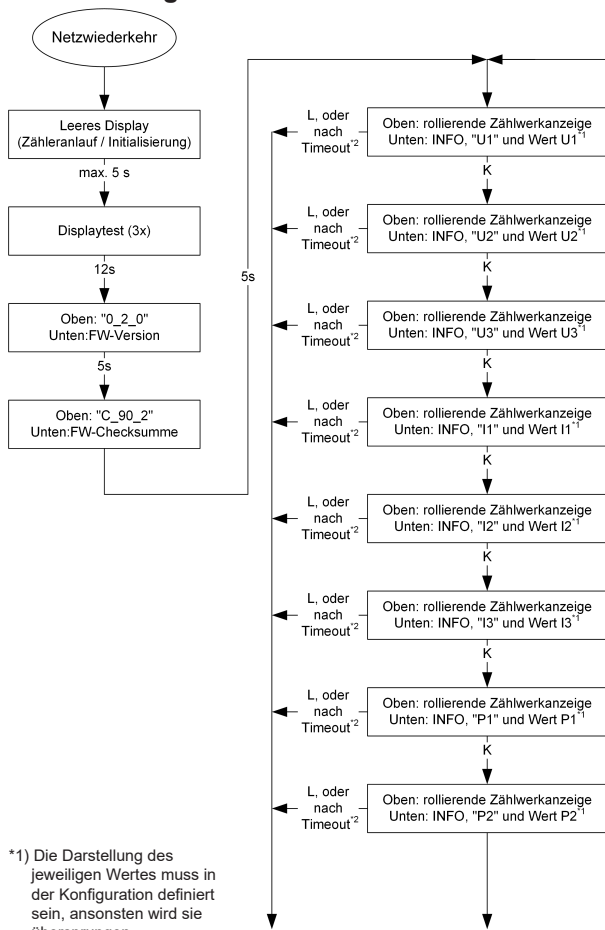 Netzwiederkehr
Leeres Display
(Zähleranlauf / Initialisierung)
max. 5 s
Displaytest (3x)
12s
Oben: "0_2_0"
Unten:FW-Version
5s
Oben: "C_90_2"
Unten:FW-Checksumme
5s
L, oder
nach
Timeout*2
Oben: rollierende Zählwerkanzeige
Unten: INFO, "U1" und Wert U1*1
K
L, oder
nach
Timeout*2
Oben: rollierende Zählwerkanzeige
Unten: INFO, "U2" und Wert U2*1
K
L, oder
nach
Timeout*2
Oben: rollierende Zählwerkanzeige
Unten: INFO, "U3" und Wert U3*1
K
L, oder
nach
Timeout*2
Oben: rollierende Zählwerkanzeige
Unten: INFO, "I1" und Wert I1*1
K
L, oder
nach
Timeout*2
Oben: rollierende Zählwerkanzeige
Unten: INFO, "I2" und Wert I2*1
K
L, oder
nach
Timeout*2
Oben: rollierende Zählwerkanzeige
Unten: INFO, "I3" und Wert I3*1
K
L, oder
nach
Timeout*2
Oben: rollierende Zählwerkanzeige
Unten: INFO, "P1" und Wert P1*1
K
L, oder
nach
Timeout*2
Oben: rollierende Zählwerkanzeige
Unten: INFO, "P2" und Wert P2*1
*1) Die Darstellung des
jeweiligen Wertes muss in
der Konfiguration definiert
sein, ansonsten wird sie